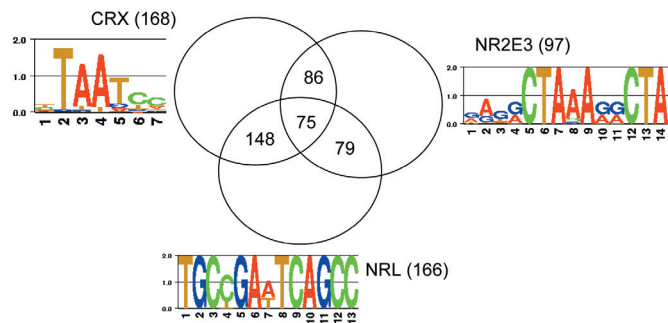 CRX (168)
2.0
1.0
0.0
TAAT
1 2 3 4 5 6 7
NR2E3 (97)
2.0
1.0
0.0
CTAAAGGCTA
1 2 3 4 5 6 7 8 9 10 11 12 13 14
86
75
148
79
NRL (166)
2.0
1.0
0.0
TGCCGAATCAGCC
1 2 3 4 5 6 7 8 9 10 11 12 13